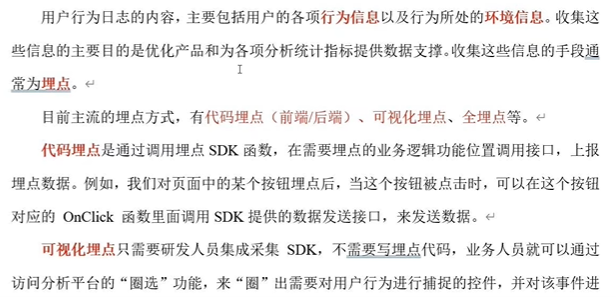 用户行为日志的内容，主要包括用户的各项行为信息以及行为所处的环境信息。收集这
些信息的主要目的是优化产品和为各项分析统计指标提供数据支撑。收集这些信息的手段通
常为埋点。
目前主流的埋点方式，有代码埋点（前端/后端）、可视化埋点、全埋点等。
代码埋点是通过调用埋点 SDK 函数，在需要埋点的业务逻辑功能位置调用接口，上报
埋点数据。例如，我们对页面中的某个按钮埋点后，当这个按钮被点击时，可以在这个按钮
对应的 OnClick 函数里面调用 SDK 提供的数据发送接口，来发送数据。
可视化埋点只需要研发人员集成采集 SDK，不需要写埋点代码，业务人员就可以通过
访问分析平台的“圈选”功能，来“圈”出需要对用户行为进行捕捉的控件，并对该事件进